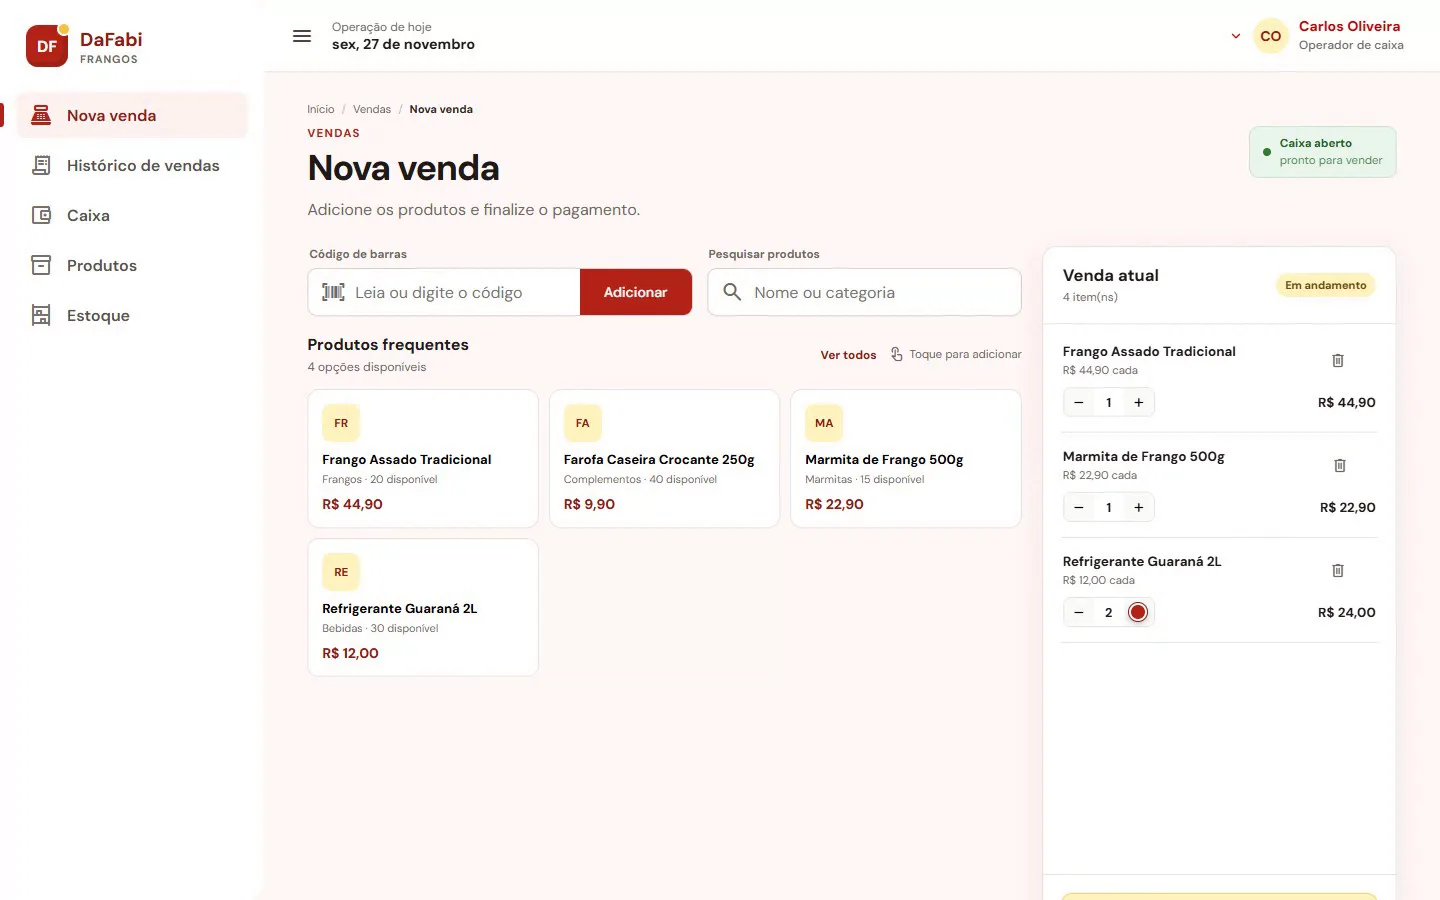 DF
DaFabi
FRANGOS
Nova venda
Histórico de vendas
Caixa
Produtos
Estoque
Operação de hoje
sex, 27 de novembro
CO
Carlos Oliveira
Operador de caixa
Início / Vendas / Nova venda
VENDAS
Nova venda
Adicione os produtos e finalize o pagamento.
Caixa aberto
pronto para vender
Código de barras
Leia ou digite o código
Adicionar
Pesquisar produtos
Nome ou categoria
Produtos frequentes
4 opções disponíveis
Ver todos
Toque para adicionar
FR
Frango Assado Tradicional
Frangos · 20 disponível
R$ 44,90
FA
Farofa Caseira Crocante 250g
Complementos · 40 disponível
R$ 9,90
MA
Marmita de Frango 500g
Marmitas · 15 disponível
R$ 22,90
RE
Refrigerante Guaraná 2L
Bebidas · 30 disponível
R$ 12,00
Venda atual
4 item(ns)
Em andamento
Frango Assado Tradicional
R$ 44,90 cada
− 1 +
R$ 44,90
Marmita de Frango 500g
R$ 22,90 cada
− 1 +
R$ 22,90
Refrigerante Guaraná 2L
R$ 12,00 cada
− 2
R$ 24,00